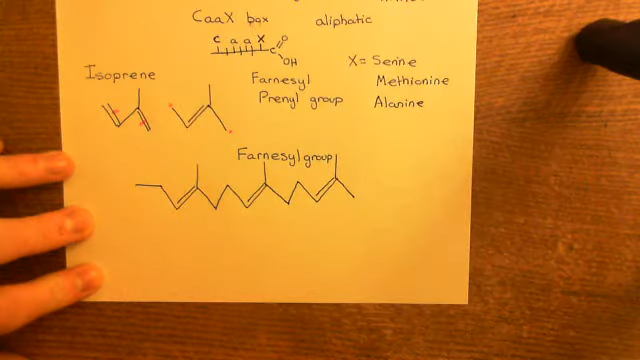 CaaX box aliphatic
C a a X
C O
OH
X = Serine
Isoprene Farnesyl Methionine
Prenyl group Alanine
Farnesyl group